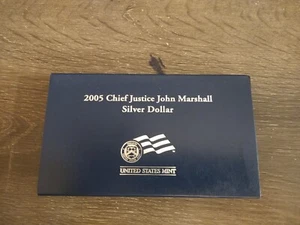 2005 Chief Justice John Marshall
Silver Dollar
UNITED STATES MINT